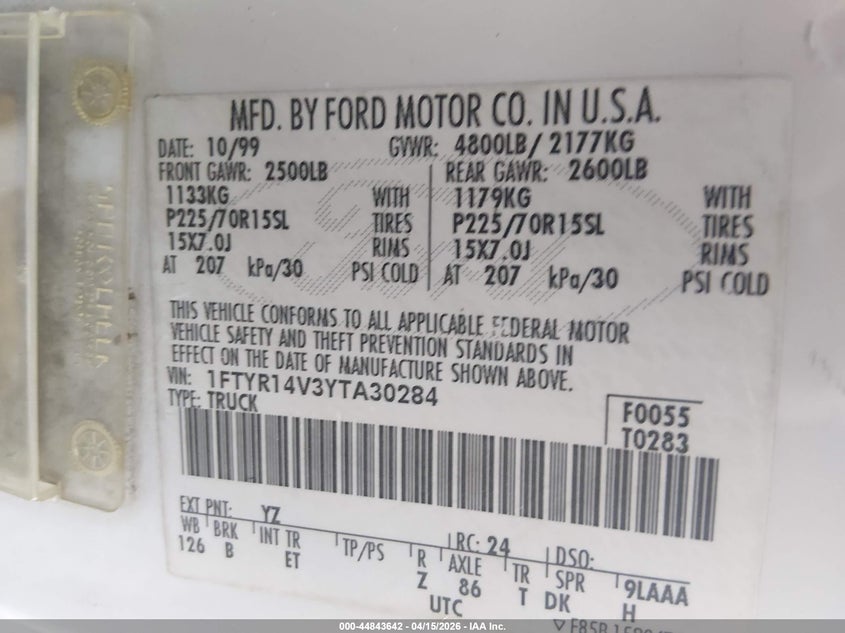 MFD. BY FORD MOTOR CO. IN U.S.A.
DATE: 10/99 GVWR: 4800LB/ 2177KG
FRONT GAWR: 2500LB REAR GAWR: 2600LB
1133KG WITH 1179KG WITH
P225/70R15SL TIRES P225/70R15SL TIRES
15X7.0J RIMS 15X7.0J RIMS
AT 207 kPa/30 PSI COLD AT 207 kPa/30 PSI COLD
THIS VEHICLE CONFORMS TO ALL APPLICABLE FEDERAL MOTOR
VEHICLE SAFETY AND THEFT PREVENTION STANDARDS IN
EFFECT ON THE DATE OF MANUFACTURE SHOWN ABOVE.
VIN: 1FTYR14V3YTA30284
TYPE: TRUCK
F0055
T0283
EXT PNT: YZ RC: 24 DSO:
WB BRK INT TR TP/PS R AXLE TR SPR 9LAAA
126 B ET Z 86 T DK H
UTC
000-44843642 - 04/15/2026 - IAA Inc.